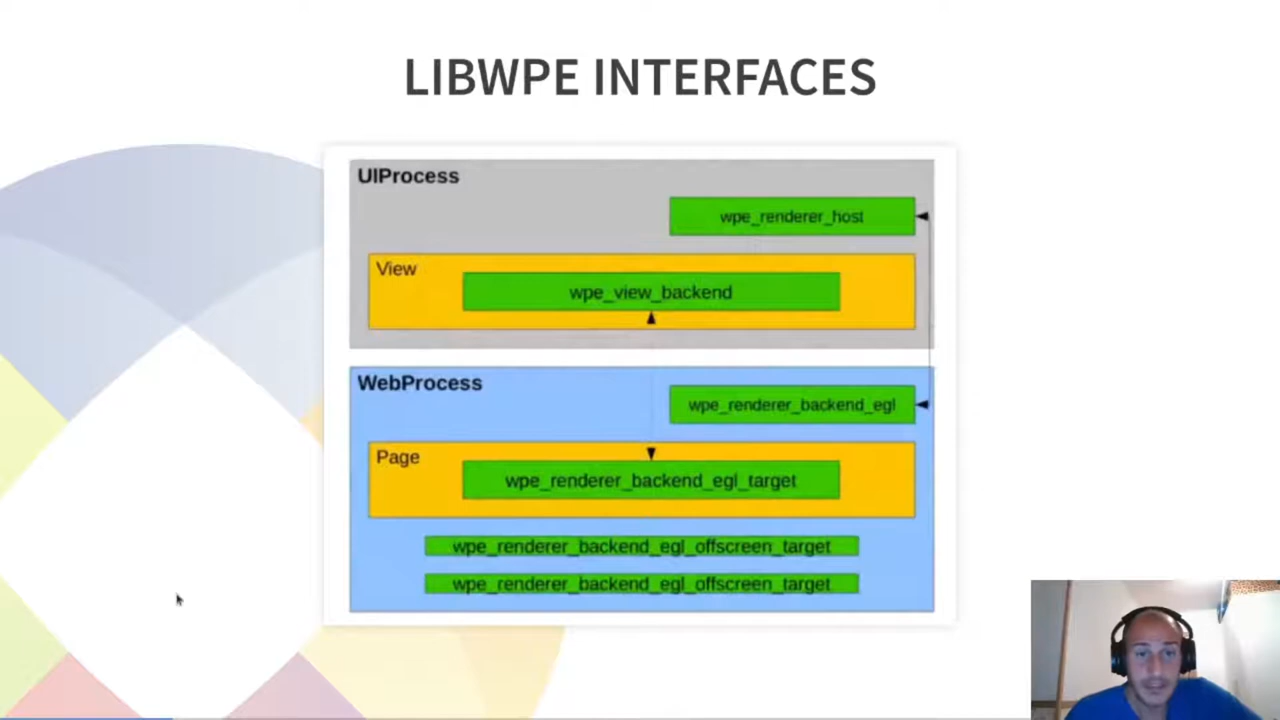 LIBWPE INTERFACES
UIProcess
wpe_renderer_host
View
wpe_view_backend
WebProcess
wpe_renderer_backend_egl
Page
wpe_renderer_backend_egl_target
wpe_renderer_backend_egl_offscreen_target
wpe_renderer_backend_egl_offscreen_target